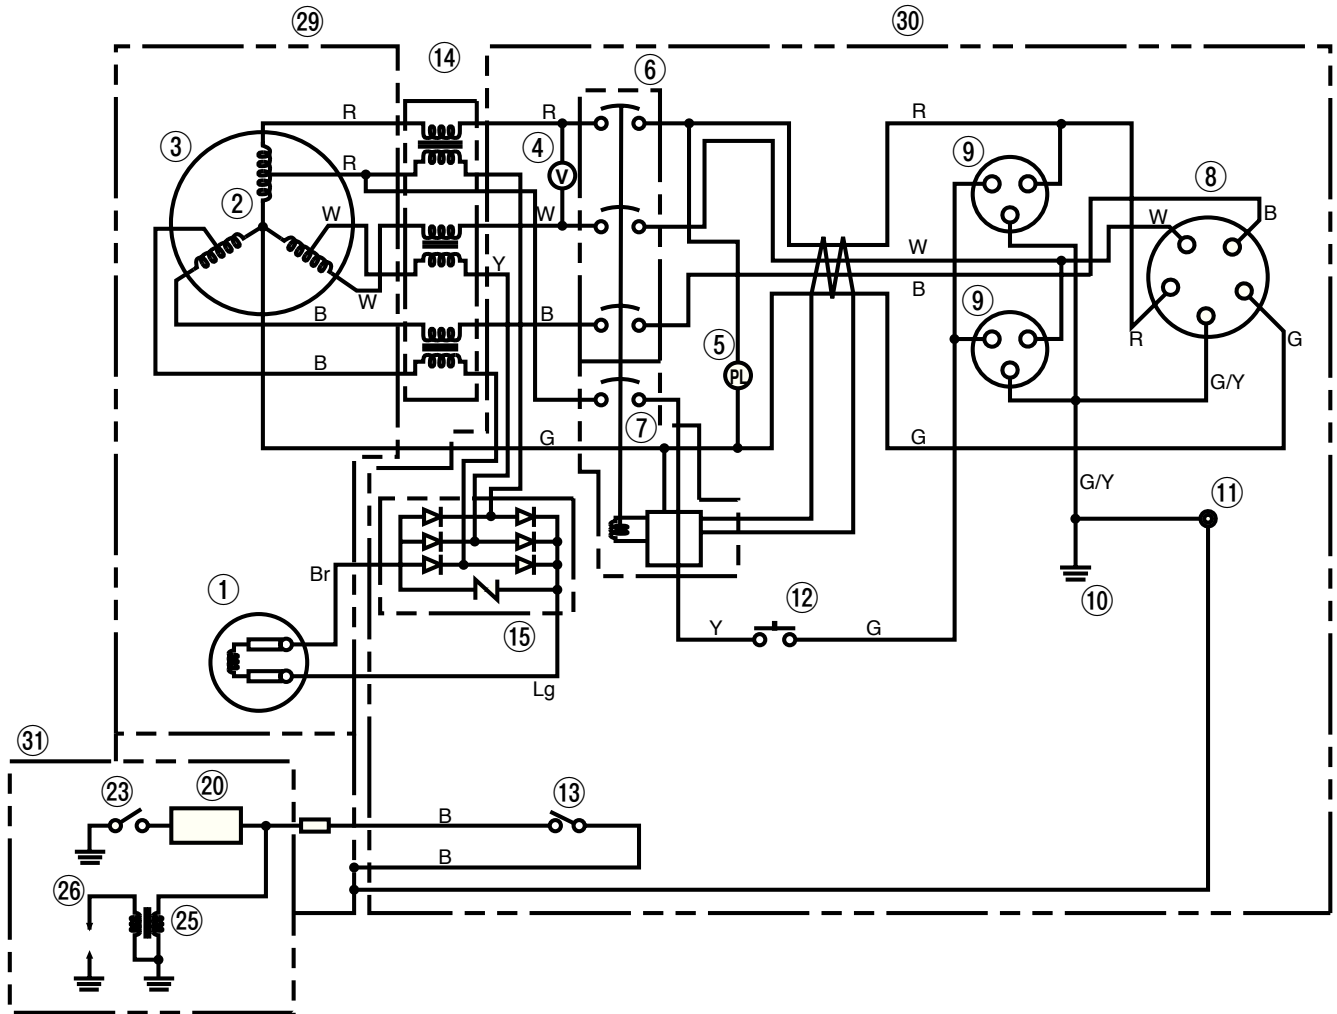 ㉙
㉚
⑭
⑥
R
R
R
③
④
⑨
R
V
⑧
②
W
W
W
B
Y
W
W
B
B
B
⑨
⑤
R
G
B
PL
G/Y
⑦
G
G
G/Y
⑪
Br
①
⑩
⑫
⑮
Y
G
Lg
㉛
㉓
⑳
⑬
B
B
㉖
㉕